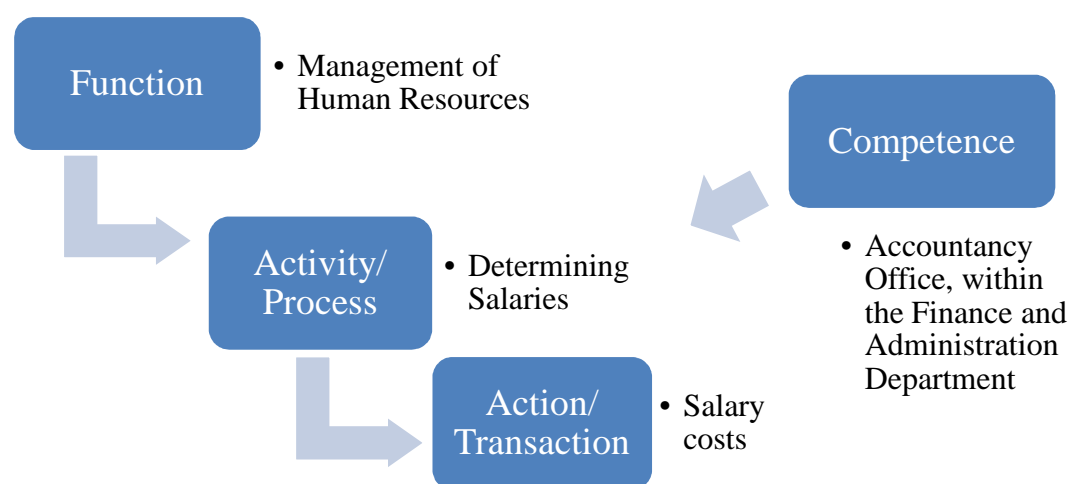 Function
• Management of
Human Resources
Competence
• Accountancy
Office, within
the Finance and
Administration
Department
Activity/
Process
• Determining
Salaries
Action/
Transaction
• Salary
costs